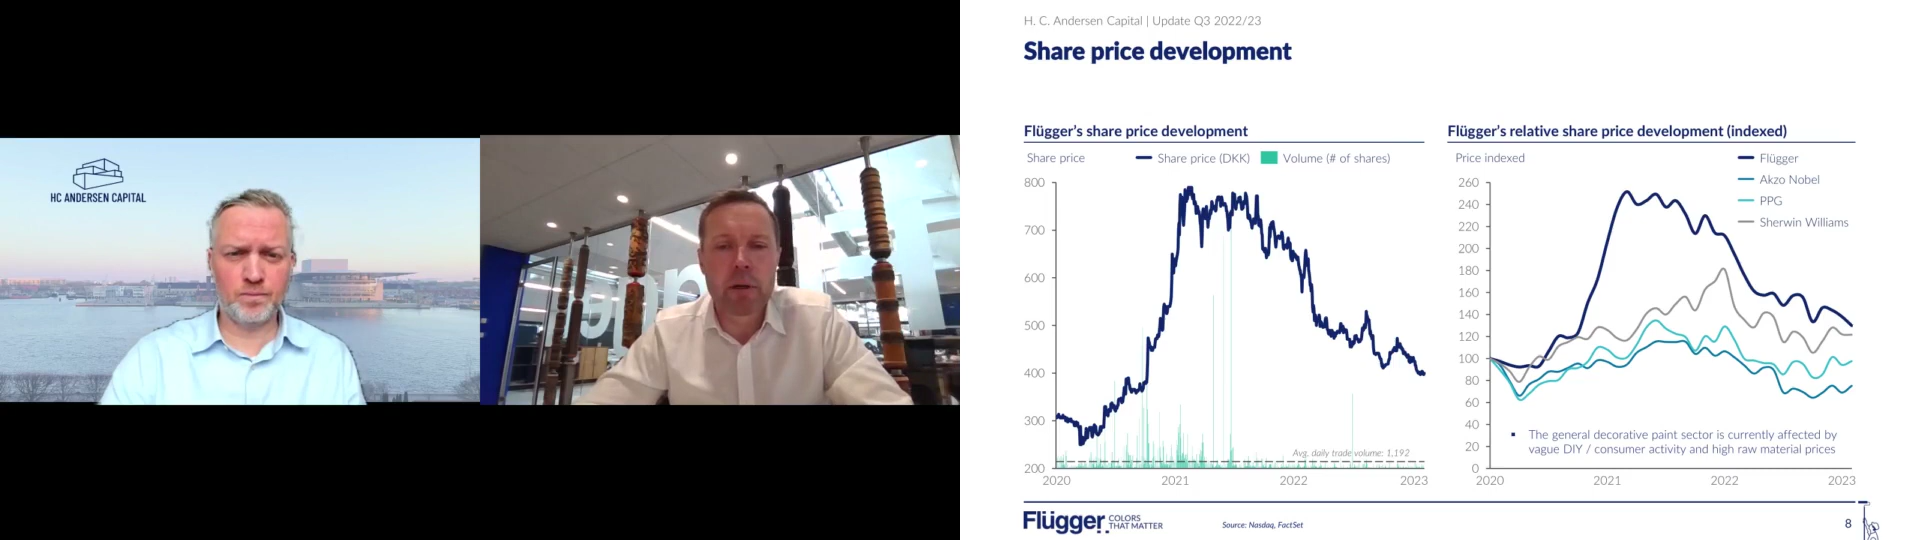 HC ANDERSEN CAPITAL
H. C. Andersen Capital | Update Q3 2022/23
Share price development
Flügger's share price development
Share price
Share price (DKK)
Volume (# of shares)
800
700
600
500
400
300
200
Avg. daily trade volume: 1,192
2020
2021
2022
2023
Flügger's relative share price development (indexed)
Price indexed
Flügger
Akzo Nobel
PPG
Sherwin Williams
260
240
220
200
180
160
140
120
100
80
60
40
20
0
▪ The general decorative paint sector is currently affected by
vague DIY / consumer activity and high raw material prices
2020
2021
2022
2023
Flügger
COLORS
THAT MATTER
Source: Nasdaq, FactSet
8